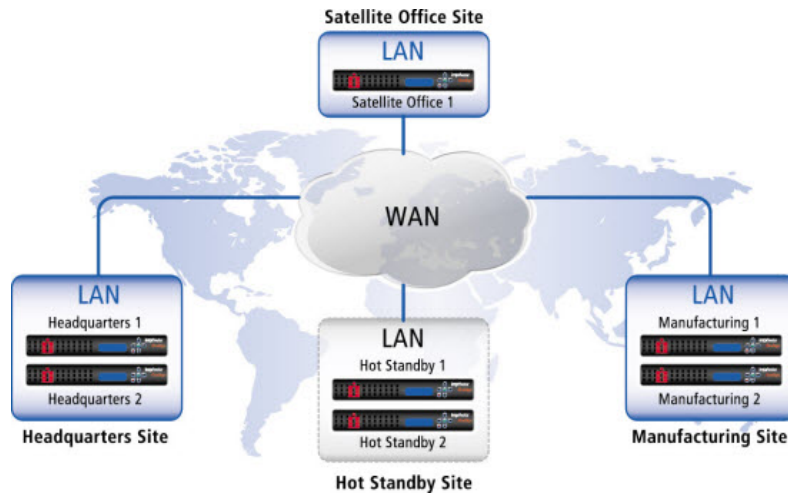 Satellite Office Site
LAN
Satellite Office 1
WAN
LAN
Headquarters 1
Headquarters 2
Headquarters Site
LAN
Hot Standby 1
Hot Standby 2
Hot Standby Site
LAN
Manufacturing 1
Manufacturing 2
Manufacturing Site